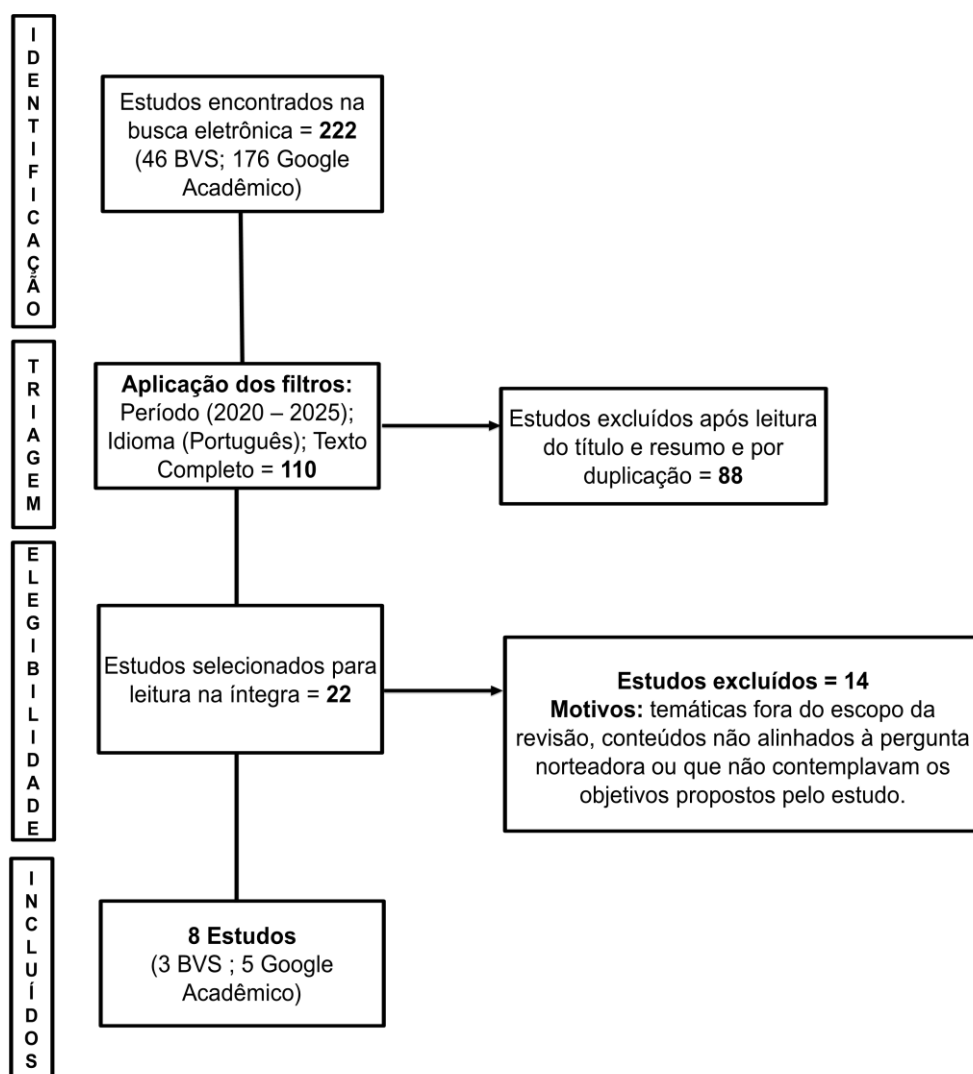 IDENTIFICAÇÃO
Estudos encontrados na
busca eletrônica = 222
(46 BVS; 176 Google
Acadêmico)
TRIAGEM
Aplicação dos filtros:
Período (2020 – 2025);
Idioma (Português); Texto
Completo = 110
Estudos excluídos após leitura
do título e resumo e por
duplicação = 88
ELEGIBILIDADE
Estudos selecionados para
leitura na íntegra = 22
Estudos excluídos = 14
Motivos: temáticas fora do escopo da
revisão, conteúdos não alinhados à pergunta
norteadora ou que não contemplavam os
objetivos propostos pelo estudo.
INCLUÍDOS
8 Estudos
(3 BVS ; 5 Google
Acadêmico)